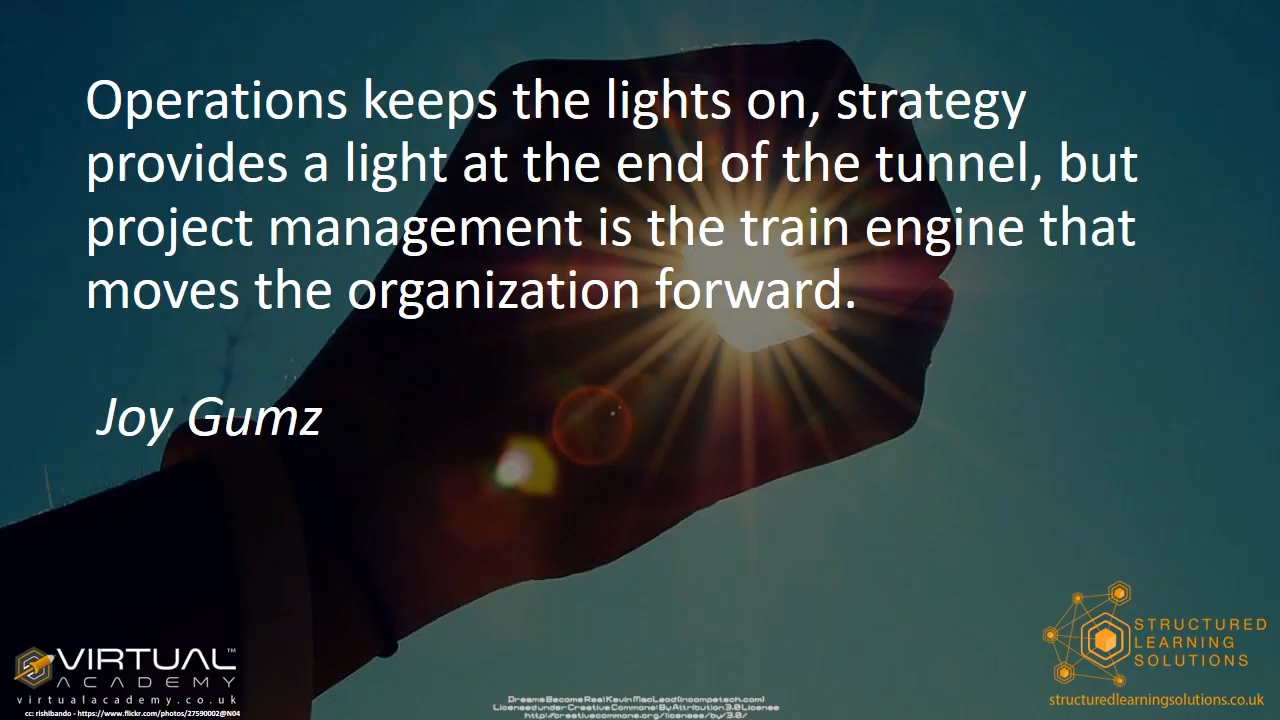 Operations keeps the lights on, strategy
provides a light at the end of the tunnel, but
project management is the train engine that
moves the organization forward.
Joy Gumz
VIRTUAL™
ACADEMY
virtualacademy.co.uk
cc: rishibando - https://www.flickr.com/photos/27590002@N04
Dreams Become Real Kevin MacLeod (incompetech.com)
Licensed under Creative Commons: By Attribution 3.0 License
http://creativecommons.org/licenses/by/3.0/
STRUCTURED
LEARNING
SOLUTIONS
structuredlearningsolutions.co.uk